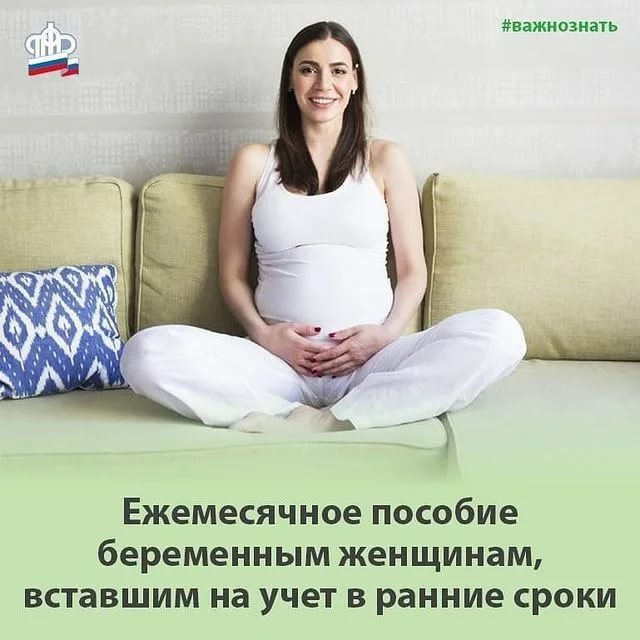 #важнознать
Ежемесячное пособие
беременным женщинам,
вставшим на учет в ранние сроки